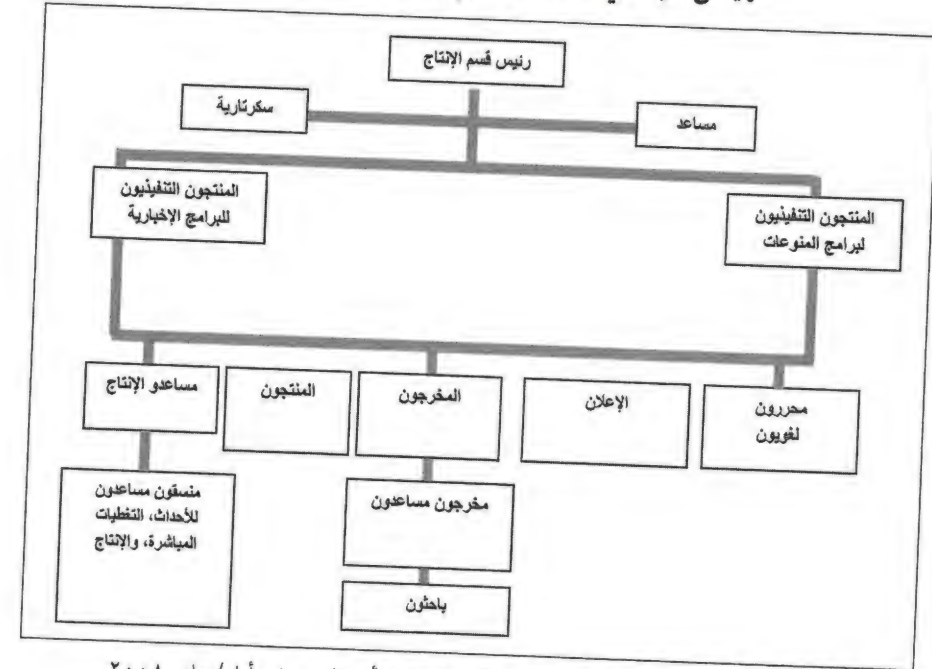 رئيس قسم الإنتاج
سكرتارية
مساعد
المنتجون التنفيذيون
لبرامج المنوعات
المنتجون التنفيذيون
للبرامج الإخبارية
محررون
لغويون
الإعلان
المخرجون
المنتجون
مساعدو الإنتاج
مخرجون مساعدون
منسقون مساعدون
للأحداث، التغطيات
المباشرة، والإنتاج
باحثون